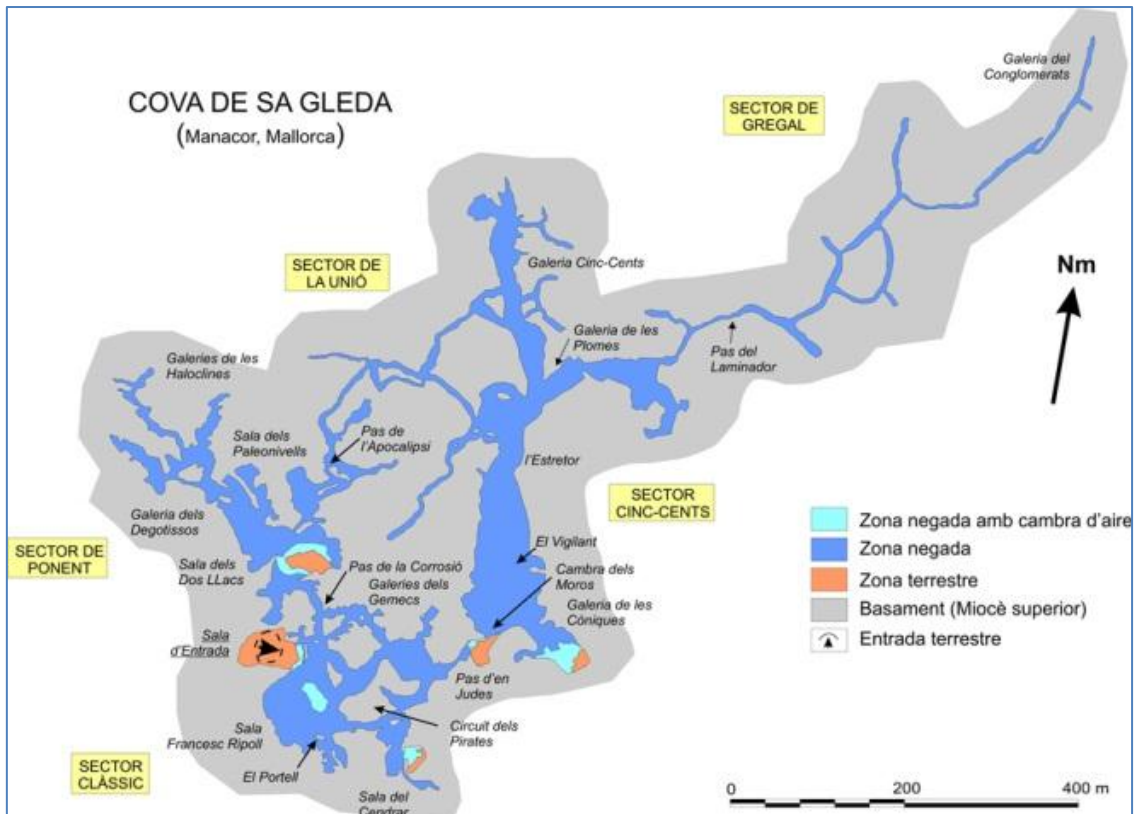 COVA DE SA GLEDA
(Manacor, Mallorca)
SECTOR DE
GREGAL
Galeria del
Conglomerats
SECTOR DE
LA UNIÓ
Galeria Cinc-Cents
Nm
Galeria de les
Plomes
Pas del
Laminador
Galeries de les
Haloclines
Sala dels
Paleonivells
Pas de
l'Apocalipsi
l'Estretor
SECTOR
CINC-CENTS
Galeria dels
Degotissos
SECTOR DE
PONENT
Sala dels
Dos LLacs
Pas de la Corrosió
Galeries dels
Gemecs
El Vigilant
Cambra dels
Moros
Galeria de les
Còniques
Sala
d'Entrada
Pas d'en
Judes
Sala
Francesc Ripoll
Circuit dels
Pirates
El Portell
SECTOR
CLÀSSIC
Sala del
Cendrar
Zona negada amb cambra d'aire
Zona negada
Zona terrestre
Basament (Miocè superior)
Entrada terrestre
0 200 400 m